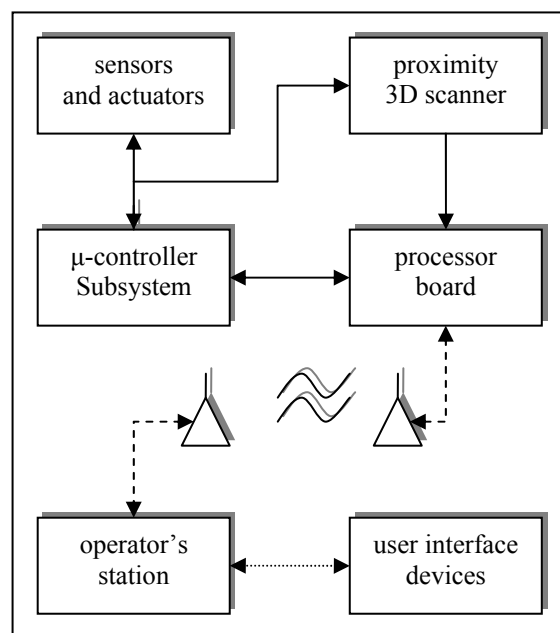 sensors
and actuators
proximity
3D scanner
μ-controller
Subsystem
processor
board
operator’s
station
user interface
devices